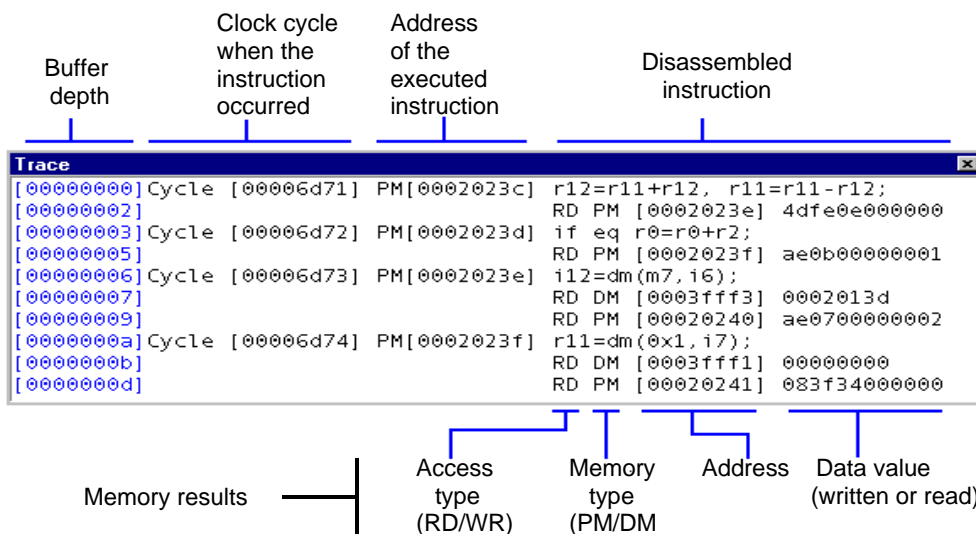 Buffer
depth
Clock cycle
when the
instruction
occurred
Address
of the
executed
instruction
Disassembled
instruction
Trace
[00000000]Cycle [00006d71] PM[0002023c] r12=r11+r12, r11=r11-r12;
[00000002] RD PM [0002023e] 4dfe0e000000
[00000003]Cycle [00006d72] PM[0002023d] if eq r0=r0+r2;
[00000005] RD PM [0002023f] ae0b00000001
[00000006]Cycle [00006d73] PM[0002023e] i12=dm(m7,i6);
[00000007] RD DM [0003fff3] 0002013d
[00000009] RD PM [00020240] ae0700000002
[0000000a]Cycle [00006d74] PM[0002023f] r11=dm(0x1,i7);
[0000000b] RD DM [0003fff1] 00000000
[0000000d] RD PM [00020241] 083f34000000
Memory results
Access
type
(RD/WR)
Memory
type
(PM/DM
Address
Data value
(written or read)